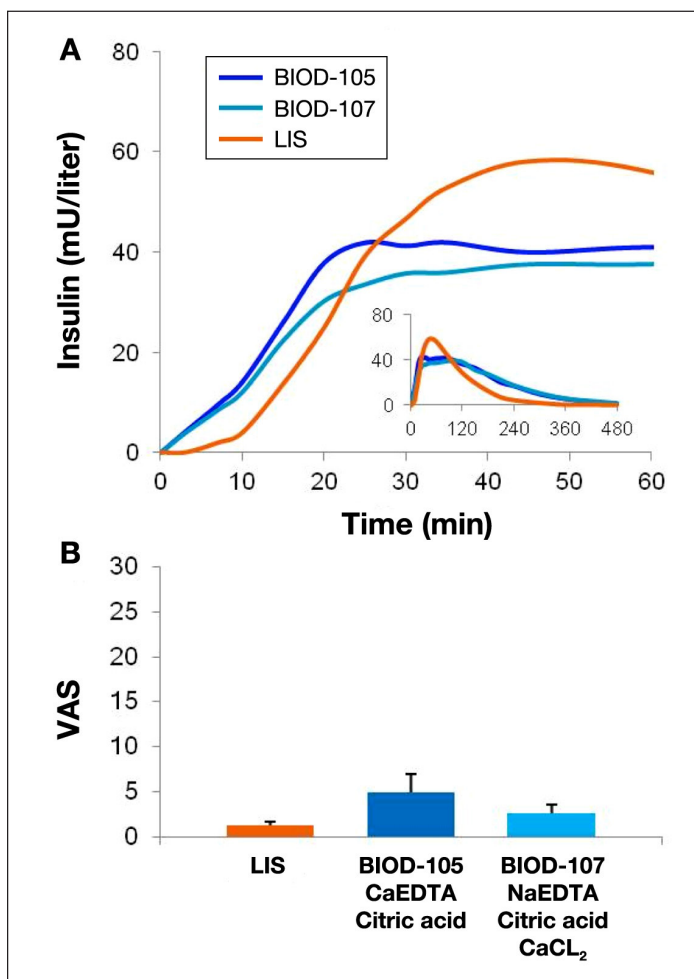 A
80
60
40
20
0
Insulin (mU/liter)
BIOD-105
BIOD-107
LIS
80
40
0
0 120 240 360 480
0 10 20 30 40 50 60
Time (min)
B
30
25
20
15
10
5
0
VAS
LIS
BIOD-105
CaEDTA
Citric acid
BIOD-107
NaEDTA
Citric acid
CaCL₂